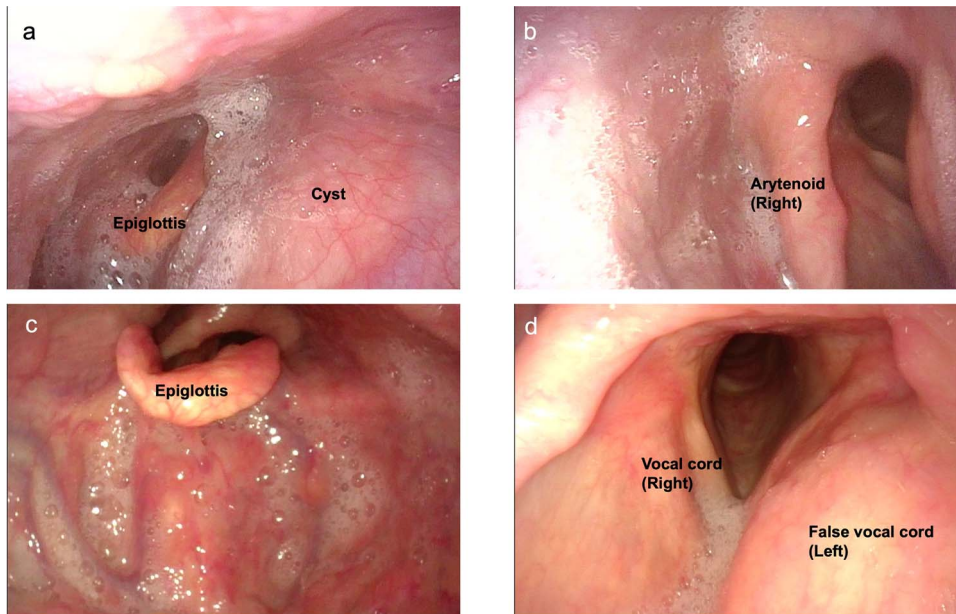 a
Epiglottis
Cyst
b
Arytenoid
(Right)
c
Epiglottis
d
Vocal cord
(Right)
False vocal cord
(Left)